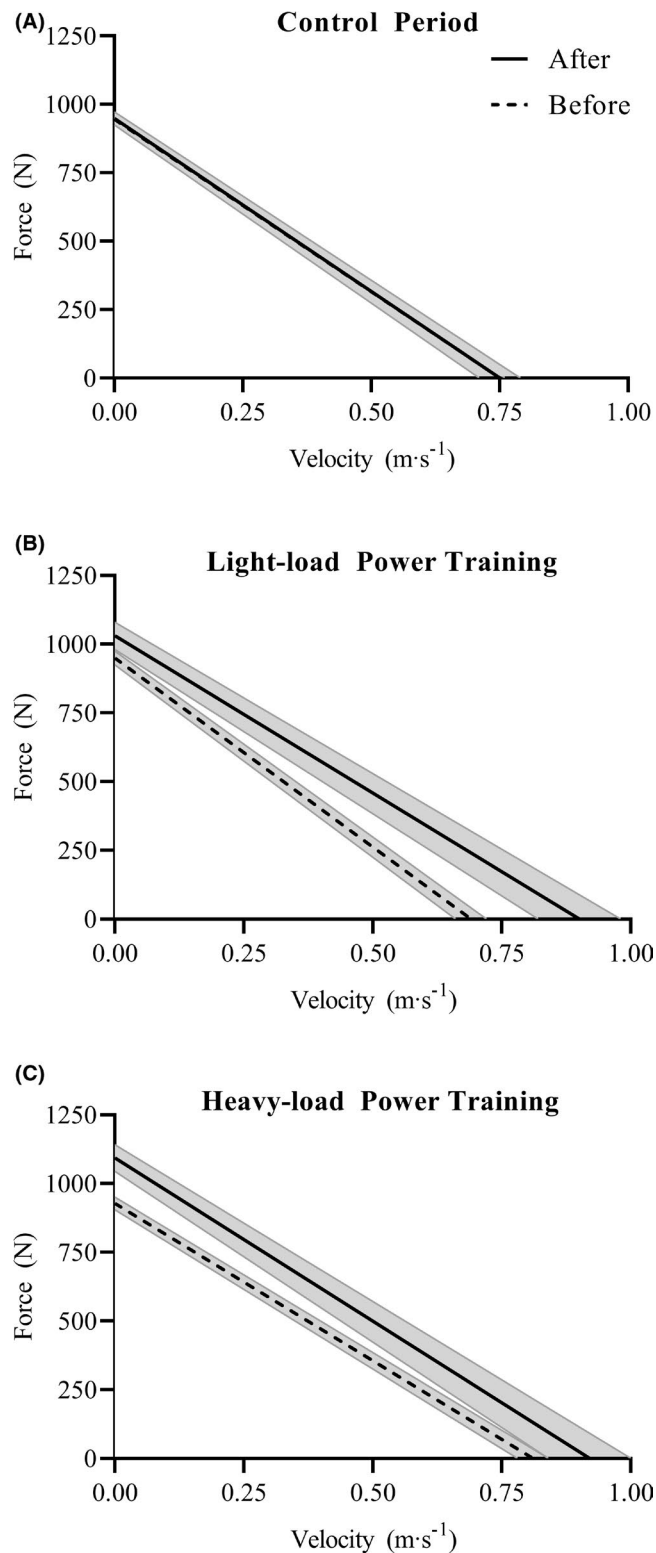 (A)
Control Period
After
Before
Force (N)
1250
1000
750
500
250
0
0.00 0.25 0.50 0.75 1.00
Velocity (m·s⁻¹)
(B)
Light-load Power Training
Force (N)
1250
1000
750
500
250
0
0.00 0.25 0.50 0.75 1.00
Velocity (m·s⁻¹)
(C)
Heavy-load Power Training
Force (N)
1250
1000
750
500
250
0
0.00 0.25 0.50 0.75 1.00
Velocity (m·s⁻¹)